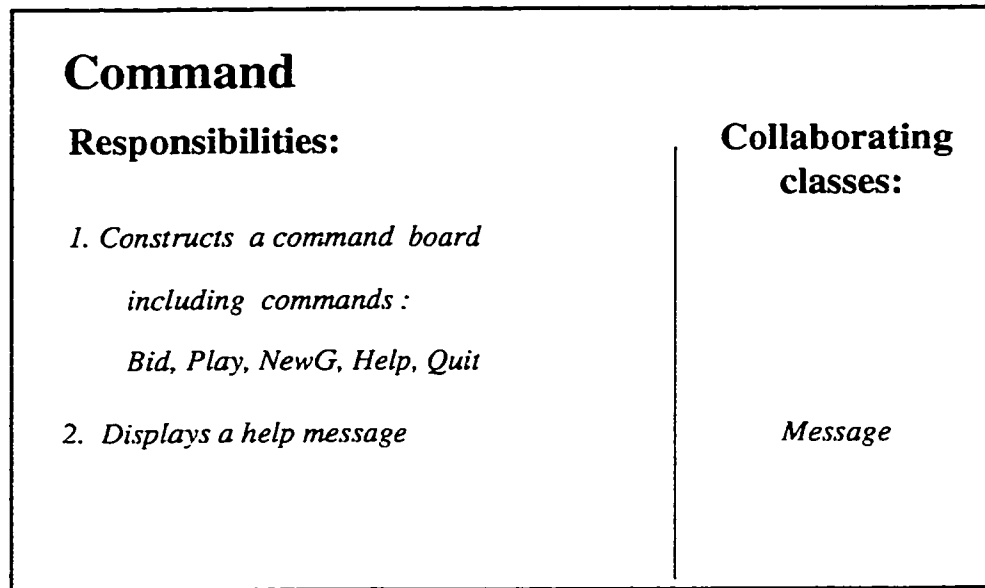 Command
Responsibilities:
Collaborating
classes:
1. Constructs a command board
including commands :
Bid, Play, NewG, Help, Quit
2. Displays a help message
Message